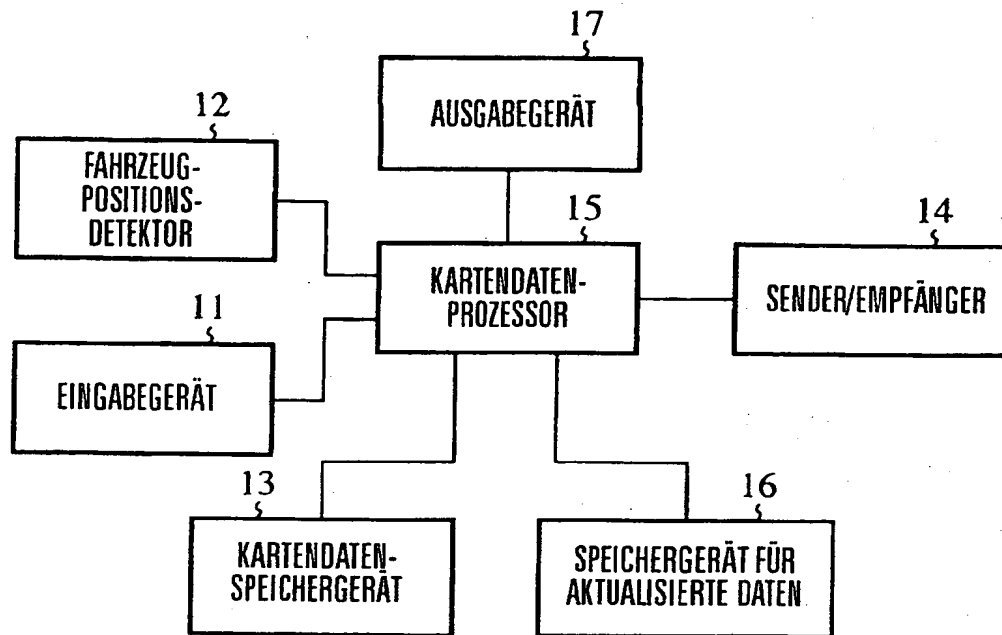 17
AUSGABEGERÄT
12
FAHRZEUG-
POSITIONS-
DETEKTOR
15
KARTENDATEN-
PROZESSOR
14
SENDER/EMPFÄNGER
11
EINGABEGERÄT
13
KARTENDATEN-
SPEICHERGERÄT
16
SPEICHERGERÄT FÜR
AKTUALISIERTE DATEN